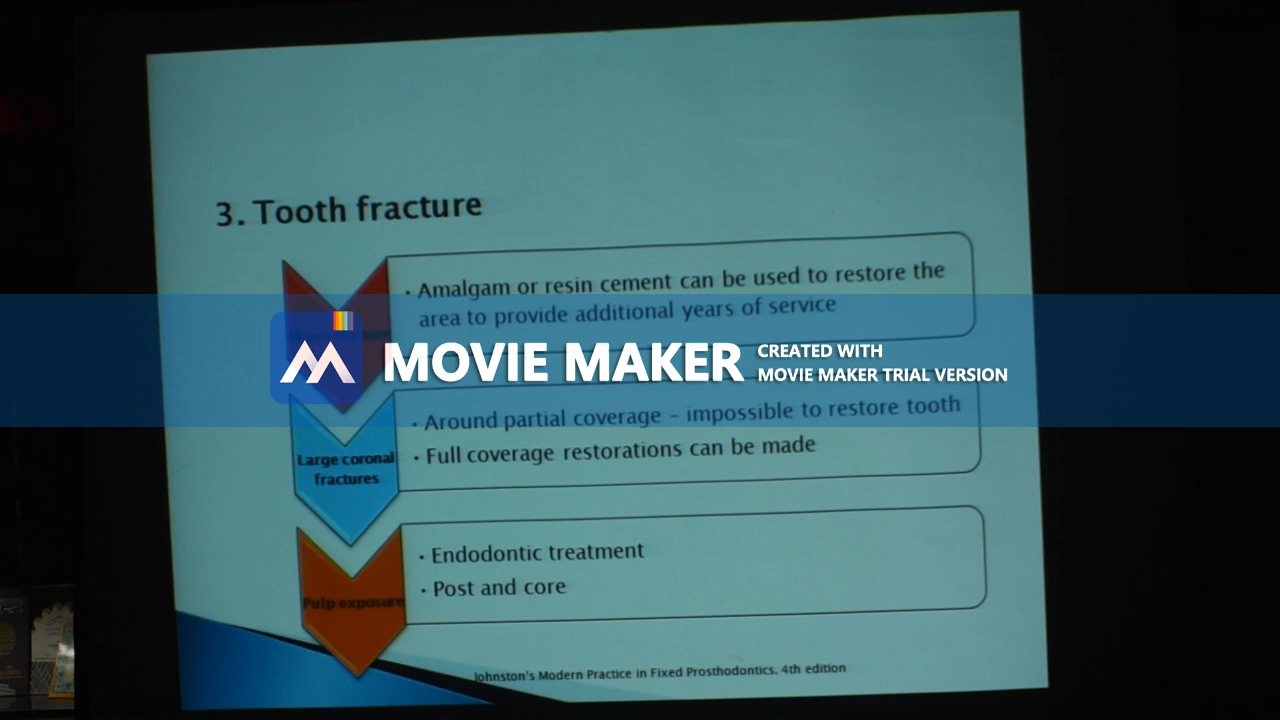 3. Tooth fracture
• Amalgam or resin cement can be used to restore the
area to provide additional years of service
MOVIE MAKER
CREATED WITH
MOVIE MAKER TRIAL VERSION
• Around partial coverage – impossible to restore tooth
• Full coverage restorations can be made
Large coronal
fractures
• Endodontic treatment
• Post and core
Pulp exposure
Johnston's Modern Practice in Fixed Prosthodontics. 4th edition